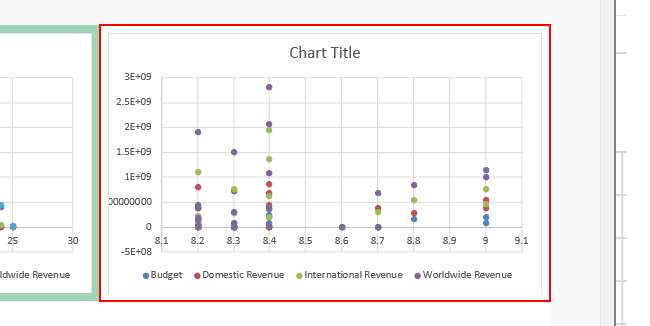 Chart Title
3E+09
2.5E+09
2E+09
1.5E+09
1E+09
00000000
0
-5E+08
8.1 8.2 8.3 8.4 8.5 8.6 8.7 8.8 8.9 9 9.1
25 30
ldwide Revenue
Budget Domestic Revenue International Revenue Worldwide Revenue